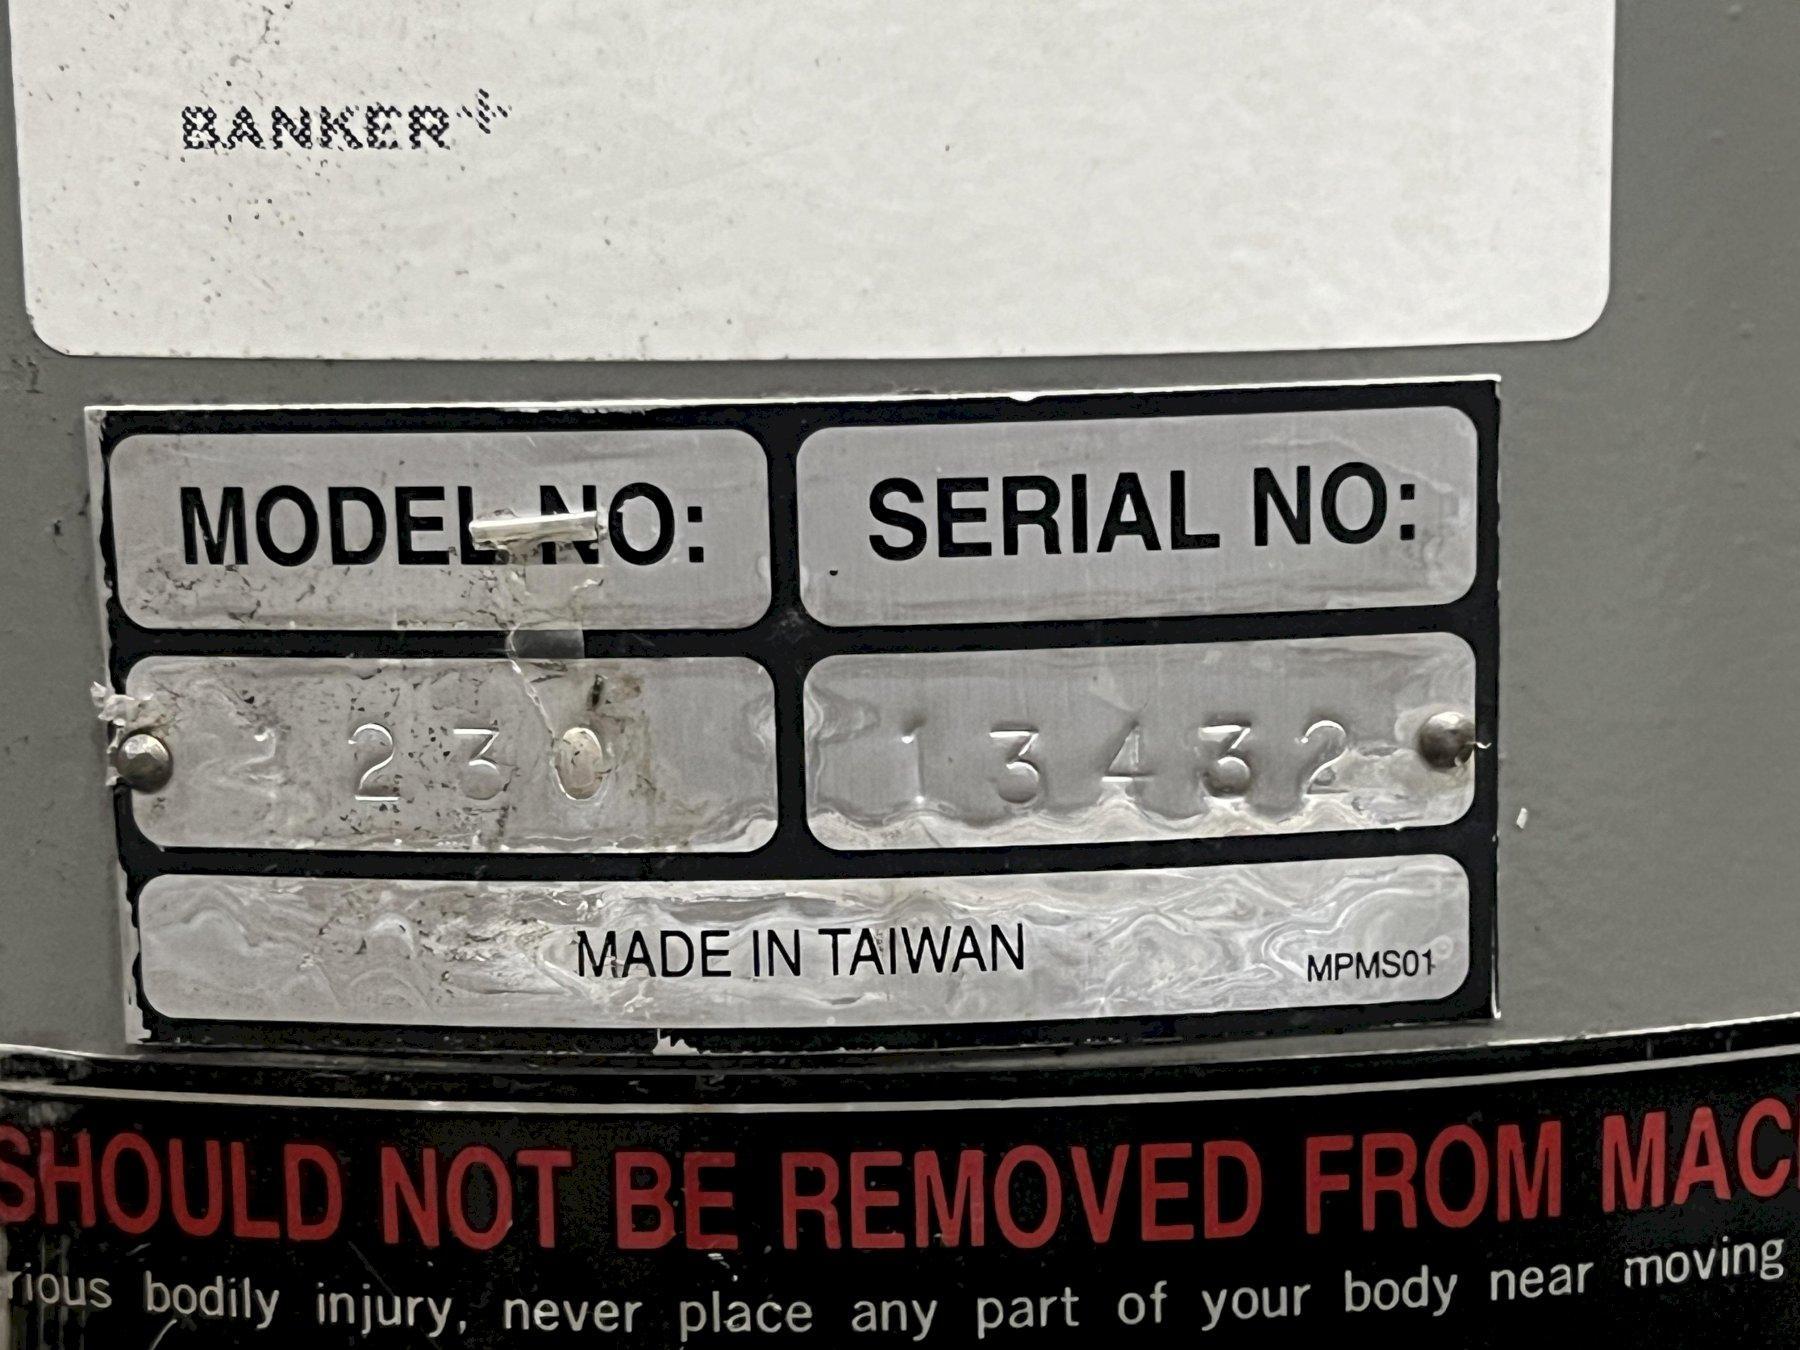 BANKER
MODEL NO: SERIAL NO:
230 13432
MADE IN TAIWAN MPMS01
SHOULD NOT BE REMOVED FROM
bodily injury, never place any part of your body near moving